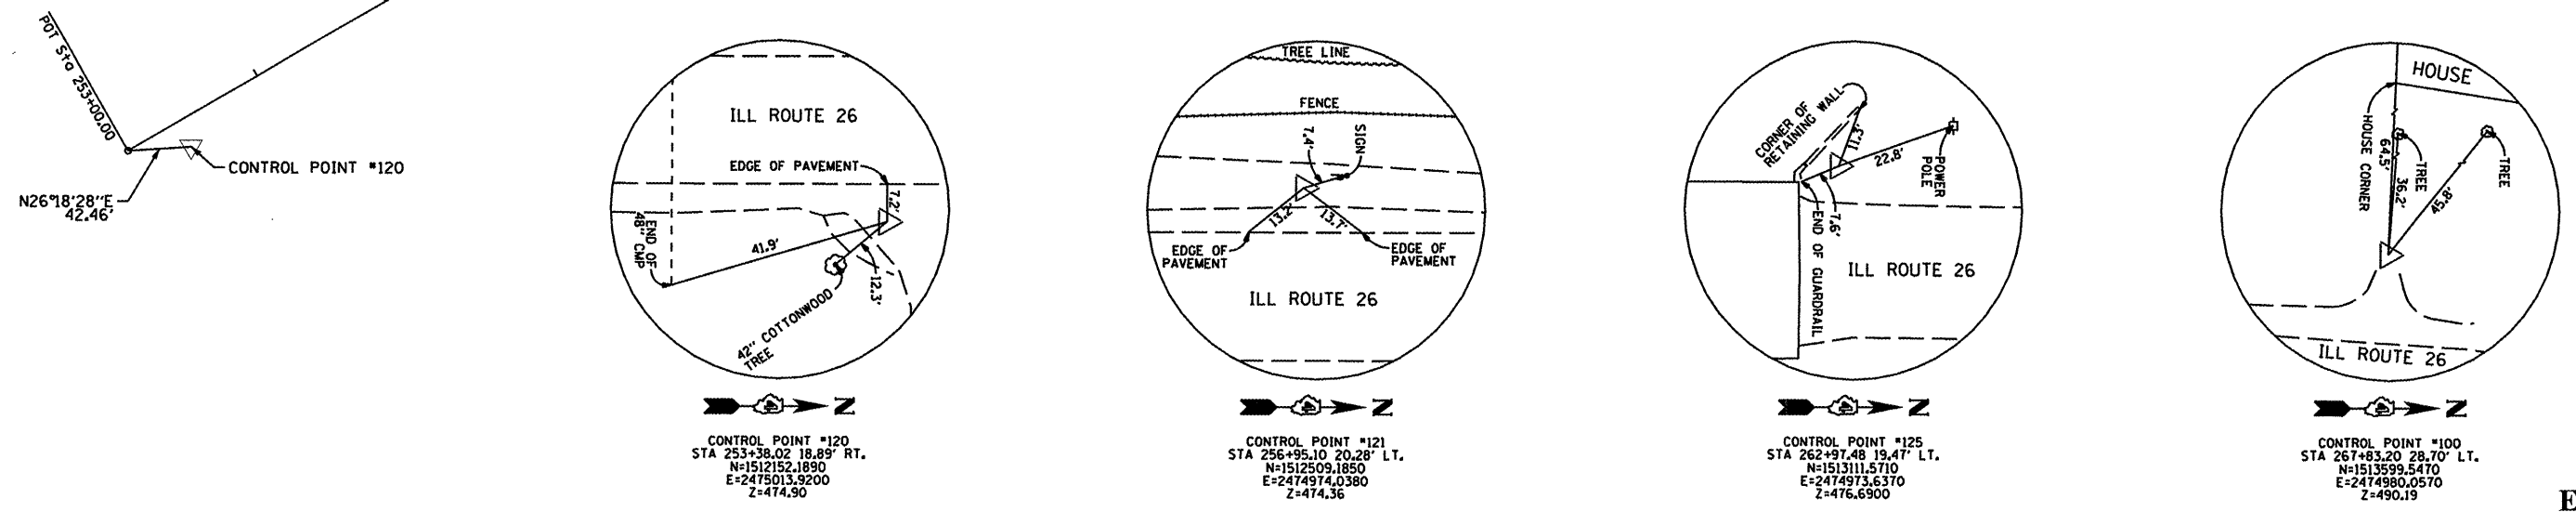 POT Sta 253+00.00
CONTROL POINT #120
N26°18'28"E
42.46'
ILL ROUTE 26
EDGE OF PAVEMENT
7.2'
END OF
48" CMP
41.9'
12.3'
42" COTTONWOOD
TREE
N
CONTROL POINT #120
STA 253+38.02 18.89' RT.
N=1512152.1890
E=2475013.9200
Z=474.90
TREE LINE
FENCE
7.4'
SIGN
13.2'
13.7'
EDGE OF
PAVEMENT
EDGE OF
PAVEMENT
ILL ROUTE 26
N
CONTROL POINT #121
STA 256+95.10 20.28' LT.
N=1512509.1850
E=2474974.0380
Z=474.36
CORNER OF
RETAINING WALL
11.3'
22.8'
POWER
POLE
7.6'
END OF GUARDRAIL
ILL ROUTE 26
N
CONTROL POINT #125
STA 262+97.48 19.47' LT.
N=1513111.5710
E=2474973.6370
Z=476.6900
HOUSE
HOUSE CORNER
64.5'
36.2'
TREE
45.8'
TREE
ILL ROUTE 26
N
CONTROL POINT #100
STA 267+83.20 28.70' LT.
N=1513599.5470
E=2474980.0570
Z=490.19
E